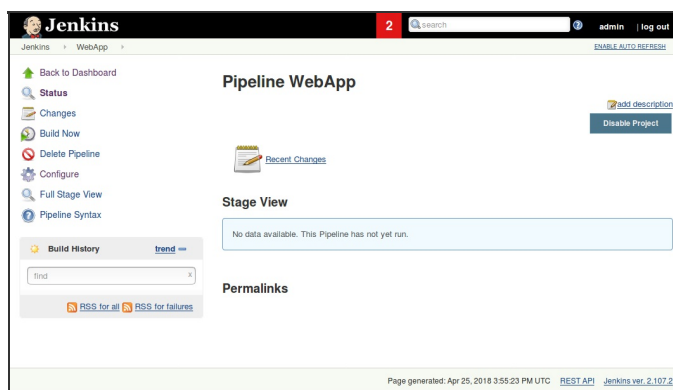 Jenkins
2
search
admin
| log out
Jenkins
WebApp
ENABLE AUTO REFRESH
Back to Dashboard
Status
Changes
Build Now
Delete Pipeline
Configure
Full Stage View
Pipeline Syntax
Build History
trend
find
x
RSS for all
RSS for failures
Pipeline WebApp
add description
Disable Project
Recent Changes
Stage View
No data available. This Pipeline has not yet run.
Permalinks
Page generated: Apr 25, 2018 3:55:23 PM UTC
REST API
Jenkins ver. 2.107.2